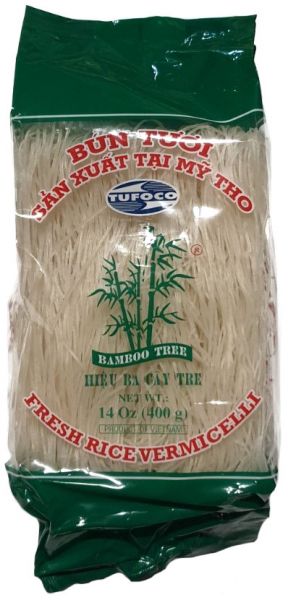 BÚN TƯƠI
SẢN XUẤT TẠI MỸ THO
TUFOCO
®
BAMBOO TREE
HIỆU BA CÂY TRE
NET WT:
14 Oz (400 g)
PRODUCT OF VIETNAM
FRESH RICE VERMICELLI